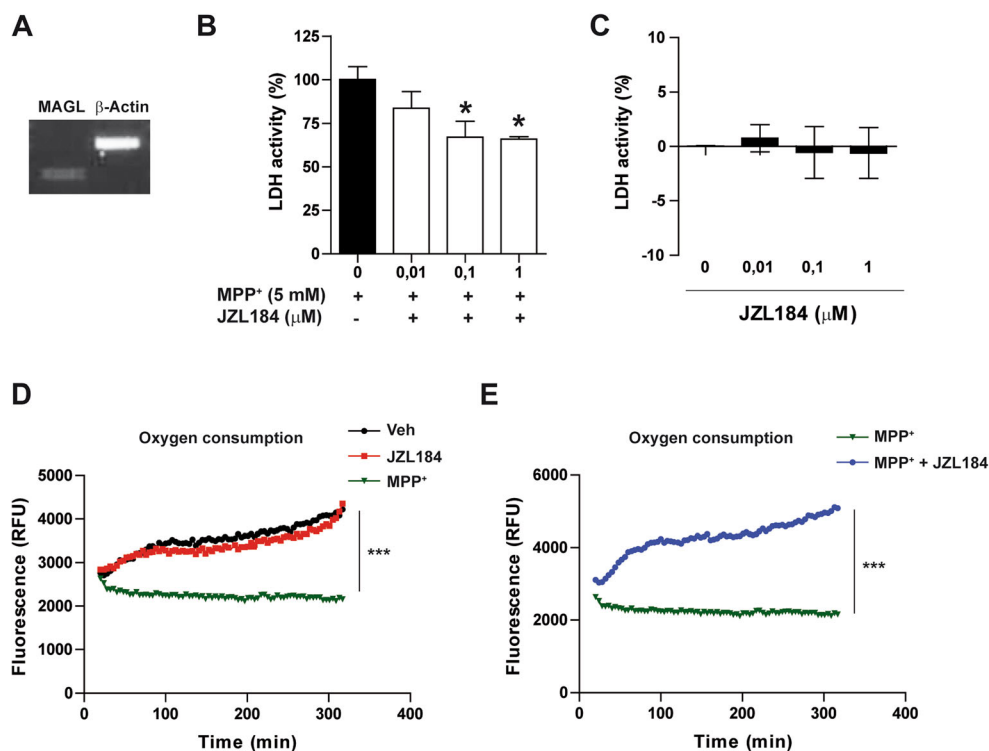 A
MAGL β-Actin
B
LDH activity (%)
125
100
75
50
25
0
* *
0 0,01 0,1 1
MPP⁺ (5 mM) + + + +
JZL184 (μM) - + + +
C
LDH activity (%)
10
5
0
-5
-10
0 0,01 0,1 1
JZL184 (μM)
D
Oxygen consumption
Veh
JZL184
MPP⁺
Fluorescence (RFU)
5000
4000
3000
2000
1000
0
***
0 100 200 300 400
Time (min)
E
Oxygen consumption
MPP⁺
MPP⁺ + JZL184
Fluorescence (RFU)
6000
4000
2000
0
***
0 100 200 300 400
Time (min)